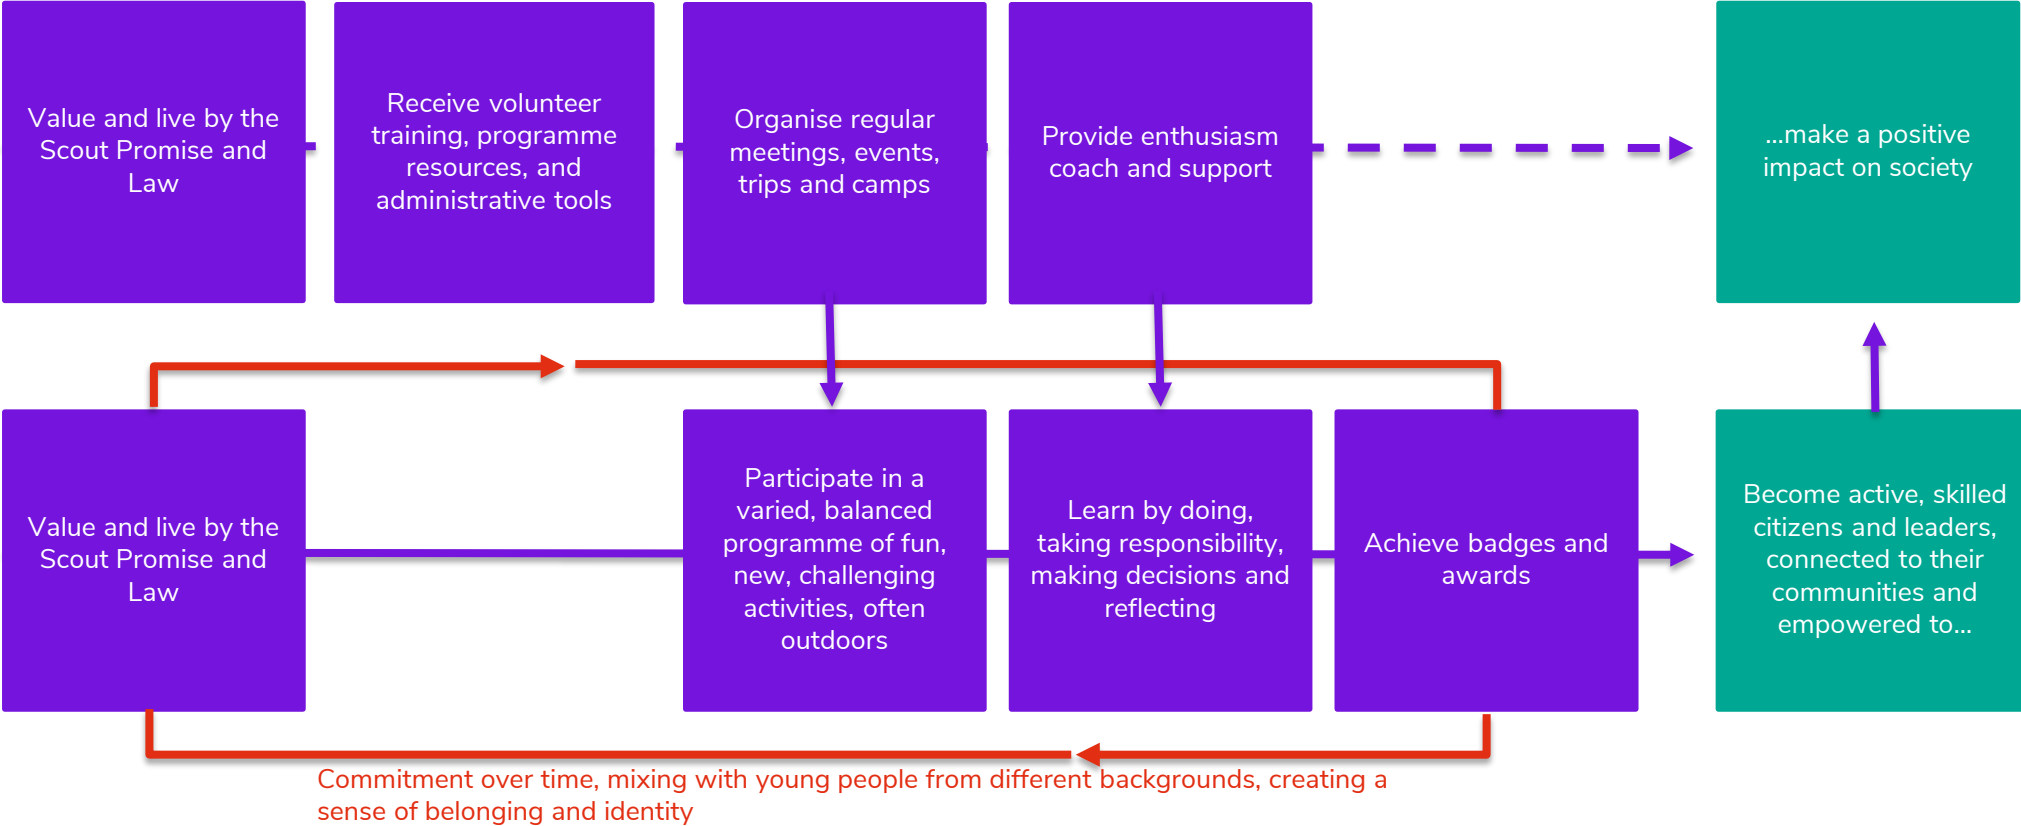 Value and live by the
Scout Promise and
Law
Receive volunteer
training, programme
resources, and
administrative tools
Organise regular
meetings, events,
trips and camps
Provide enthusiasm
coach and support
...make a positive
impact on society
Value and live by the
Scout Promise and
Law
Participate in a
varied, balanced
programme of fun,
new, challenging
activities, often
outdoors
Learn by doing,
taking responsibility,
making decisions and
reflecting
Achieve badges and
awards
Become active, skilled
citizens and leaders,
connected to their
communities and
empowered to...
Commitment over time, mixing with young people from different backgrounds, creating a
sense of belonging and identity